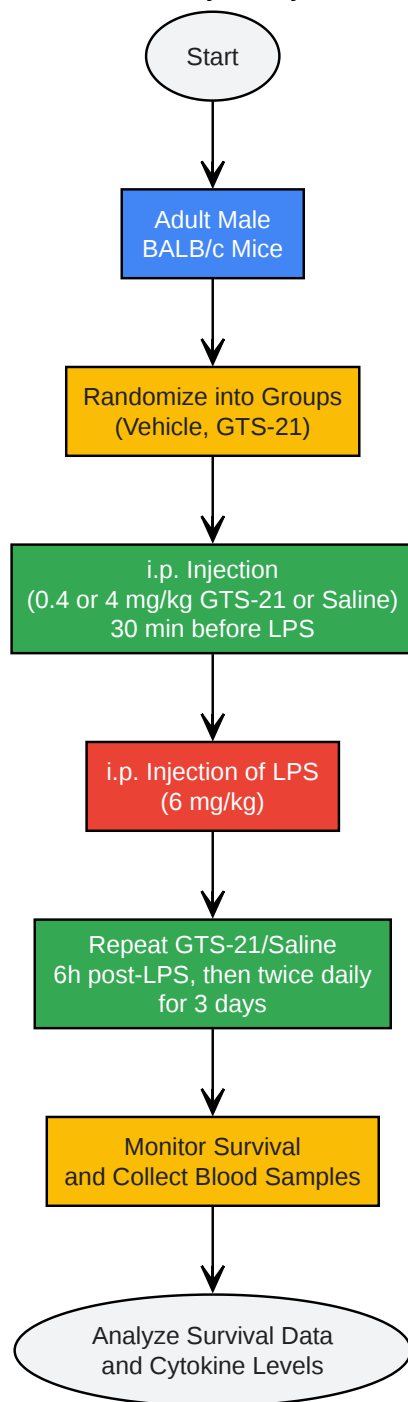 Start
Adult Male
BALB/c Mice
Randomize into Groups
(Vehicle, GTS-21)
i.p. Injection
(0.4 or 4 mg/kg GTS-21 or Saline)
30 min before LPS
i.p. Injection of LPS
(6 mg/kg)
Repeat GTS-21/Saline
6h post-LPS, then twice daily
for 3 days
Monitor Survival
and Collect Blood Samples
Analyze Survival Data
and Cytokine Levels